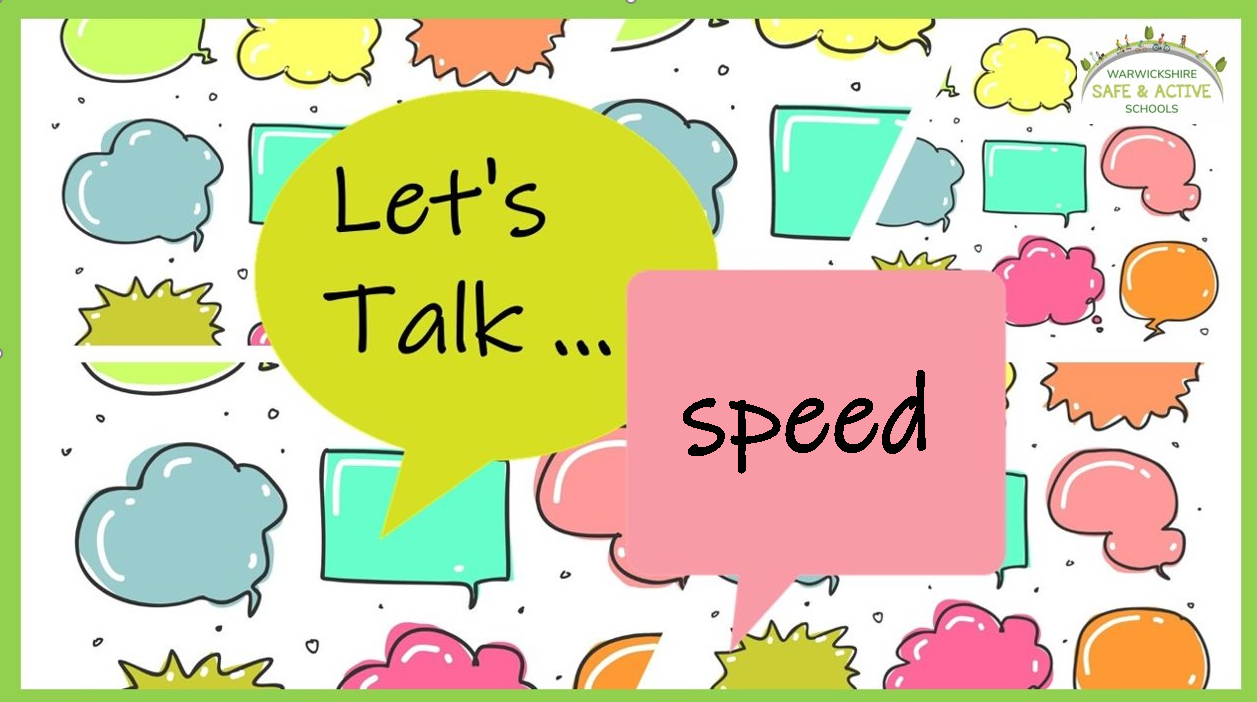 WARWICKSHIRE
SAFE & ACTIVE
SCHOOLS
Let's
Talk ...
speed